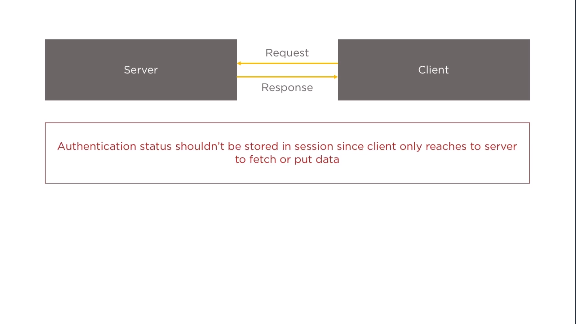 Server
Request
Client
Response
Authentication status shouldn't be stored in session since client only reaches to server
to fetch or put data